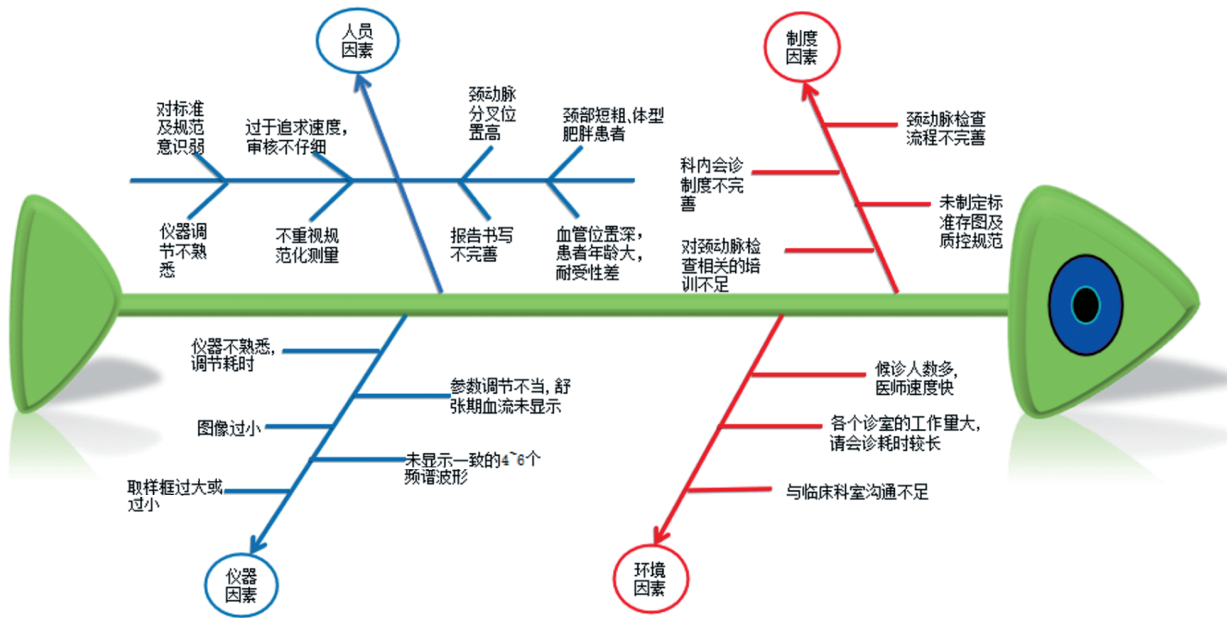 人员
因素
制度
因素
对标准
及规范
意识弱
过于追求速度，
审核不仔细
颈动脉
分叉位
置高
颈部短粗、体型
肥胖患者
仪器调
节不熟
悉
不重视规
范化测量
报告书写
不完善
血管位置深，
患者年龄大，
耐受性差
颈动脉检查
流程不完善
科内会诊
制度不完
善
未制定标
准存图及
质控规范
对颈动脉检
查相关的培
训不足
仪器不熟悉，
调节耗时
参数调节不当，舒
张期血流未显示
图像过小
未显示一致的4~6个
频谱波形
取样框过大或
过小
仪器
因素
候诊人数多，
医师速度快
各个诊室的工作量大，
请会诊耗时较长
与临床科室沟通不足
环境
因素